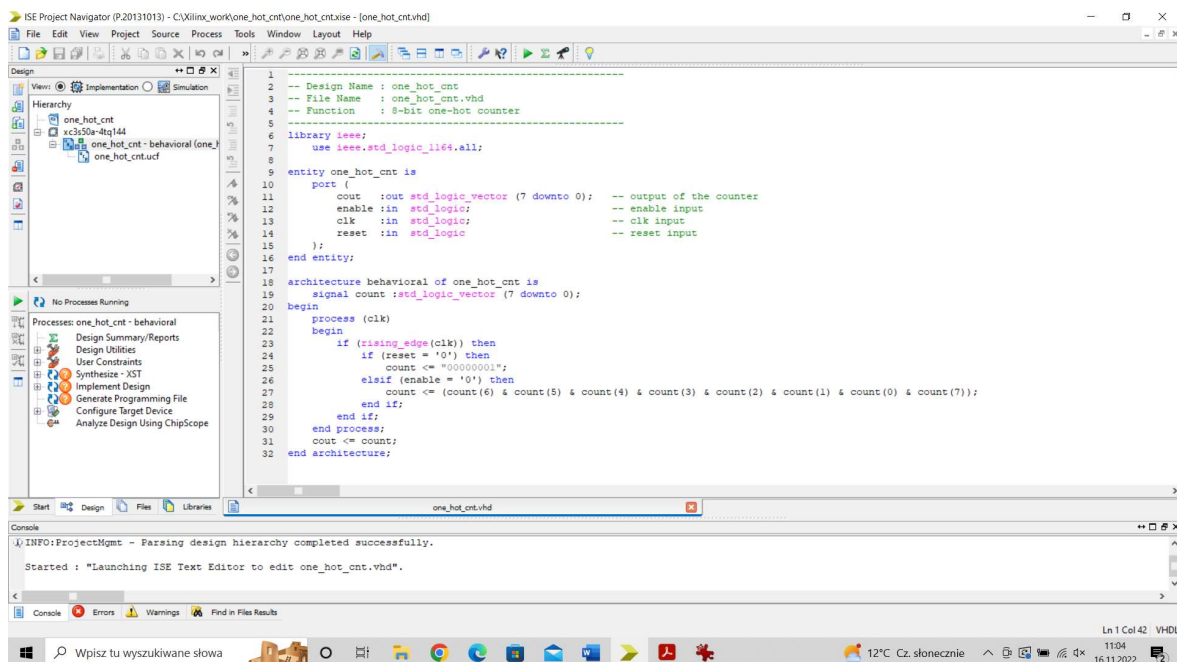 ISE Project Navigator (P.20131013) - C:\Xilinx_work\one_hot_cnt\one_hot_cnt.xise - [one_hot_cnt.vhd]
File Edit View Project Source Process Tools Window Layout Help
Design
View: Implementation Simulation
Hierarchy
one_hot_cnt
xc3s50a-4tq144
one_hot_cnt - behavioral (one_h
one_hot_cnt.ucf
No Processes Running
Processes: one_hot_cnt - behavioral
Design Summary/Reports
Design Utilities
User Constraints
Synthesize - XST
Implement Design
Generate Programming File
Configure Target Device
Analyze Design Using ChipScope
Start Design Files Libraries
1 -------------------------------------------------------
2 -- Design Name : one_hot_cnt
3 -- File Name : one_hot_cnt.vhd
4 -- Function : 8-bit one-hot counter
5 -------------------------------------------------------
6 library ieee;
7 use ieee.std_logic_1164.all;
8
9 entity one_hot_cnt is
10 port (
11 cout :out std_logic_vector (7 downto 0); -- output of the counter
12 enable :in std_logic; -- enable input
13 clk :in std_logic; -- clk input
14 reset :in std_logic -- reset input
15 );
16 end entity;
17
18 architecture behavioral of one_hot_cnt is
19 signal count :std_logic_vector (7 downto 0);
20 begin
21 process (clk)
22 begin
23 if (rising_edge(clk)) then
24 if (reset = '0') then
25 count <= "00000001";
26 elsif (enable = '0') then
27 count <= (count(6) & count(5) & count(4) & count(3) & count(2) & count(1) & count(0) & count(7));
28 end if;
29 end if;
30 end process;
31 cout <= count;
32 end architecture;
one_hot_cnt.vhd
Console
INFO:ProjectMgmt - Parsing design hierarchy completed successfully.
Started : "Launching ISE Text Editor to edit one_hot_cnt.vhd".
Console Errors Warnings Find in Files Results
Ln 1 Col 42 VHDL
Wpisz tu wyszukiwane słowa
12°C Cz. słonecznie
11:04
16.11.2022